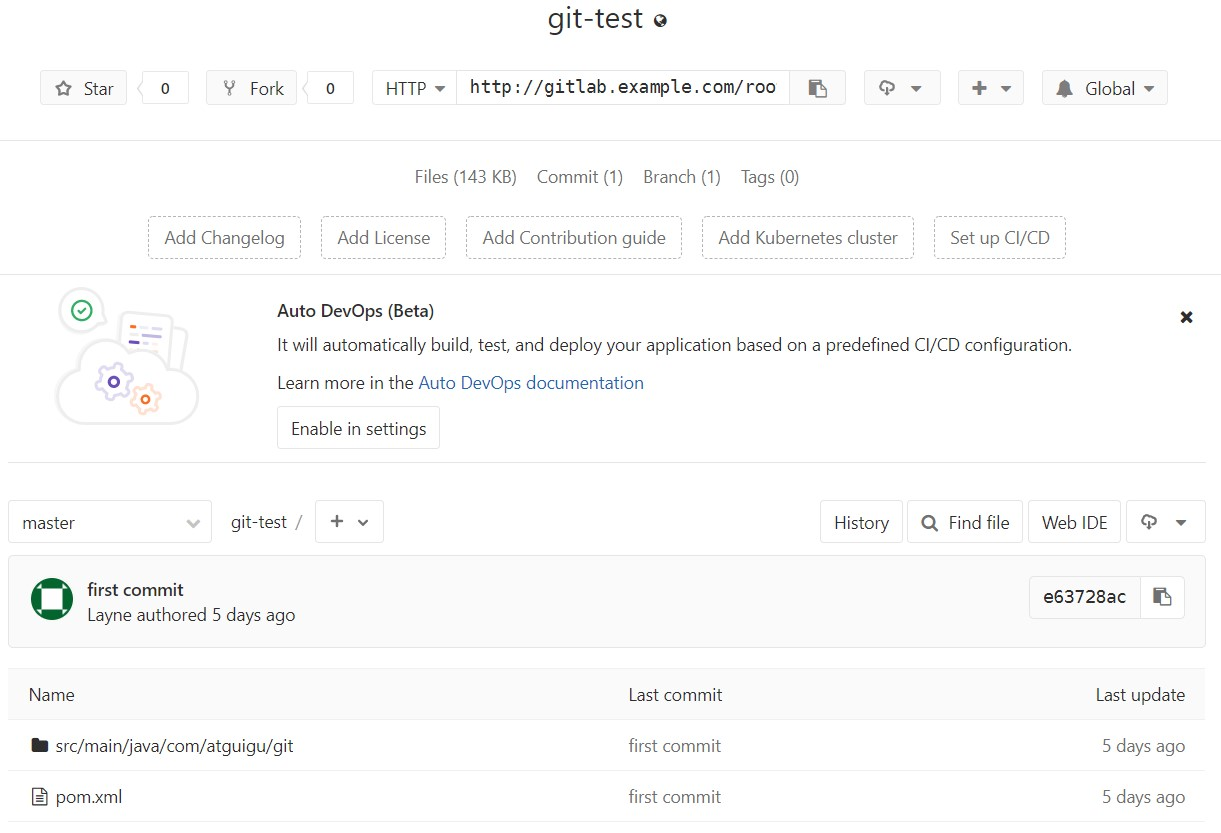 git-test
Star 0 Fork 0 HTTP http://gitlab.example.com/roo Global
Files (143 KB) Commit (1) Branch (1) Tags (0)
Add Changelog Add License Add Contribution guide Add Kubernetes cluster Set up CI/CD
Auto DevOps (Beta)
It will automatically build, test, and deploy your application based on a predefined CI/CD configuration.
Learn more in the Auto DevOps documentation
Enable in settings
master git-test / + History Find file Web IDE
first commit
Layne authored 5 days ago
e63728ac
Name Last commit Last update
src/main/java/com/atguigu/git first commit 5 days ago
pom.xml first commit 5 days ago